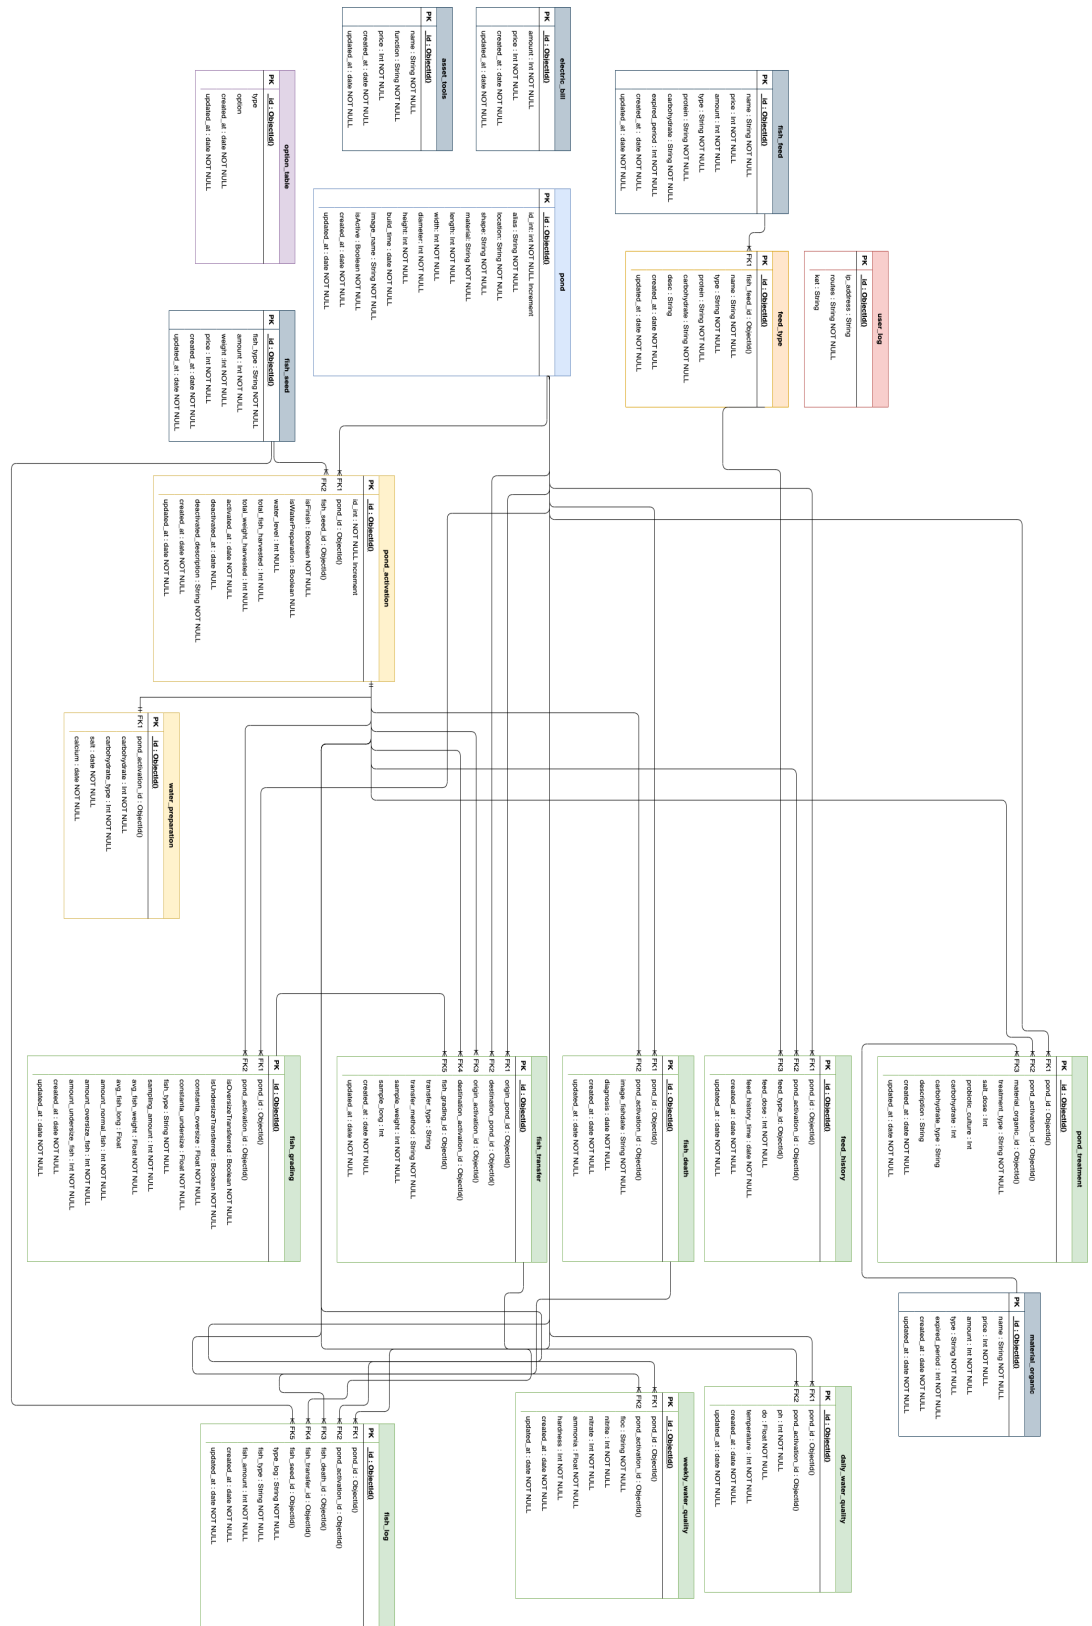 user_log
PK _id : ObjectId()
ip_address : String
routes : String NOT NULL
ket : String
fish_feed
PK _id : ObjectId()
name : String NOT NULL
price : Int NOT NULL
amount : Int NOT NULL
type : String NOT NULL
protein : String NOT NULL
carbohydrate : String NOT NULL
expired_period : Int NOT NULL
created_at : date NOT NULL
updated_at : date NOT NULL
feed_type
PK _id : ObjectId()
FK1 fish_feed_id : ObjectId()
name : String NOT NULL
type : String NOT NULL
protein : String NOT NULL
carbohydrate : String NOT NULL
desc : String
created_at : date NOT NULL
updated_at : date NOT NULL
electric_bill
PK _id : ObjectId()
amount : Int NOT NULL
price : Int NOT NULL
created_at : date NOT NULL
updated_at : date NOT NULL
asset_tools
PK _id : ObjectId()
name : String NOT NULL
function : String NOT NULL
price : Int NOT NULL
created_at : date NOT NULL
updated_at : date NOT NULL
pond
PK _id : ObjectId()
id_int: int NOT NULL Increment
alias : String NOT NULL
location: String NOT NULL
shape: String NOT NULL
material: String NOT NULL
length: Int NOT NULL
width: Int NOT NULL
diameter: Int NOT NULL
height: Int NOT NULL
build_time : date NOT NULL
image_name : String NOT NULL
isActive : Boolean NOT NULL
created_at : date NOT NULL
updated_at : date NOT NULL
option_table
PK _id : ObjectId()
type
option
created_at : date NOT NULL
updated_at : date NOT NULL
fish_seed
PK _id : ObjectId()
fish_type : String NOT NULL
amount : Int NOT NULL
weight :Int NOT NULL
price : Int NOT NULL
created_at : date NOT NULL
updated_at : date NOT NULL
pond_activation
PK _id : ObjectId()
id_int : NOT NULL Increment
FK1 pond_id : ObjectId()
FK2 fish_seed_id : ObjectId()
isFinish : Boolean NOT NULL
isWaterPreparation : Boolean NULL
water_level : Int NULL
total_fish_harvested : Int NULL
total_weight_harvested : Int NULL
activated_at : date NOT NULL
deactivated_at : date NULL
deactivated_description : String NOT NULL
created_at : date NOT NULL
updated_at : date NOT NULL
water_preparation
PK _id : ObjectId()
FK1 pond_activation_id : ObjectId()
carbohydrate : Int NOT NULL
carbohydrate_type : Int NOT NULL
salt : date NOT NULL
calcium : date NOT NULL
pond_treatment
PK _id : ObjectId()
FK1 pond_id : ObjectId()
FK2 pond_activation_id : ObjectId()
FK3 material_organic_id : ObjectId()
treatment_type : String NOT NULL
salt_dose : Int
probiotic_culture : Int
carbohydrate : Int
carbohydrate_type : String
description : String
created_at : date NOT NULL
updated_at : date NOT NULL
feed_history
PK _id : ObjectId()
FK1 pond_id : ObjectId()
FK2 pond_activation_id : ObjectId()
FK3 feed_type_id : ObjectId()
feed_dose : Int NOT NULL
feed_history_time : date NOT NULL
created_at : date NOT NULL
updated_at : date NOT NULL
fish_death
PK _id : ObjectId()
FK1 pond_id : ObjectId()
FK2 pond_activation_id : ObjectId()
image_fishdate : String NOT NULL
diagnosis : date NOT NULL
created_at : date NOT NULL
updated_at : date NOT NULL
fish_transfer
PK _id : ObjectId()
FK1 origin_pond_id : ObjectId()
FK2 destination_pond_id : ObjectId()
FK3 origin_activation_id : ObjectId()
FK4 destination_activation_id : ObjectId()
FK5 fish_grading_id : ObjectId()
transfer_type : String
transfer_method : String NOT NULL
sample_weight : Int NOT NULL
sample_long : Int
created_at : date NOT NULL
updated_at : date NOT NULL
fish_grading
PK _id : ObjectId()
FK1 pond_id : ObjectId()
FK2 pond_activation_id : ObjectId()
isOversizeTransferred : Boolean NOT NULL
isUndersizeTransferred : Boolean NOT NULL
constanta_oversize : Float NOT NULL
constanta_undersize : Float NOT NULL
fish_type : String NOT NULL
sampling_amount : Int NOT NULL
avg_fish_weight : Float NOT NULL
avg_fish_long : Float
amount_normal_fish : Int NOT NULL
amount_oversize_fish : Int NOT NULL
amount_undersize_fish : Int NOT NULL
created_at : date NOT NULL
updated_at : date NOT NULL
material_organic
PK _id : ObjectId()
name : String NOT NULL
price : Int NOT NULL
amount : Int NOT NULL
type : String NOT NULL
expired_period : Int NOT NULL
created_at : date NOT NULL
updated_at : date NOT NULL
daily_water_quality
PK _id : ObjectId()
FK1 pond_id : ObjectId()
FK2 pond_activation_id : ObjectId()
ph : Int NOT NULL
do : Float NOT NULL
temperature : Int NOT NULL
created_at : date NOT NULL
updated_at : date NOT NULL
weekly_water_quality
PK _id : ObjectId()
FK1 pond_id : ObjectId()
FK2 pond_activation_id : ObjectId()
floc : String NOT NULL
nitrite : Int NOT NULL
nitrate : Int NOT NULL
ammonia : Float NOT NULL
hardness : Int NOT NULL
created_at : date NOT NULL
updated_at : date NOT NULL
fish_log
PK _id : ObjectId()
FK1 pond_id : ObjectId()
FK2 pond_activation_id : ObjectId()
FK3 fish_death_id : ObjectId()
FK4 fish_transfer_id : ObjectId()
FK5 fish_seed_id : ObjectId()
type_log : String NOT NULL
fish_type : String NOT NULL
fish_amount : Int NOT NULL
created_at : date NOT NULL
updated_at : date NOT NULL